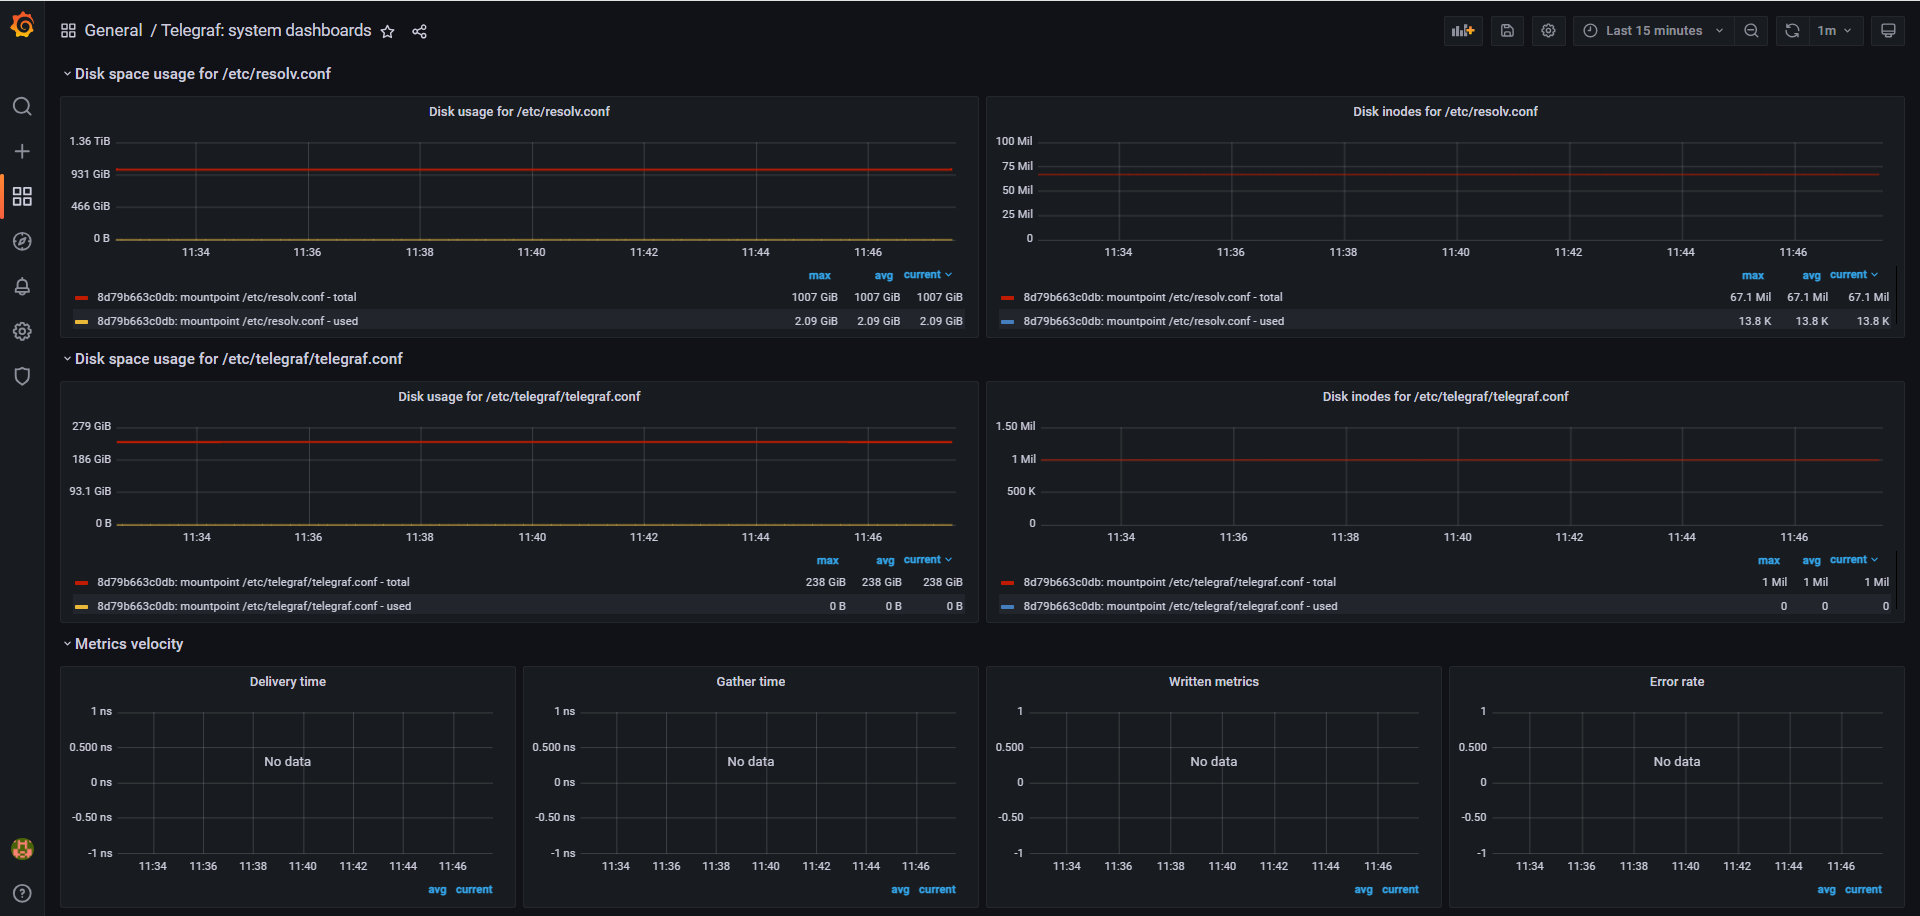 General / Telegraf: system dashboards
Last 15 minutes
1m
Disk space usage for /etc/resolv.conf
Disk usage for /etc/resolv.conf
1.36 TiB
931 GiB
466 GiB
0 B
11:34 11:36 11:38 11:40 11:42 11:44 11:46
max avg current
8d79b663c0db: mountpoint /etc/resolv.conf - total 1007 GiB 1007 GiB 1007 GiB
8d79b663c0db: mountpoint /etc/resolv.conf - used 2.09 GiB 2.09 GiB 2.09 GiB
Disk inodes for /etc/resolv.conf
100 Mil
75 Mil
50 Mil
25 Mil
0
11:34 11:36 11:38 11:40 11:42 11:44 11:46
max avg current
8d79b663c0db: mountpoint /etc/resolv.conf - total 67.1 Mil 67.1 Mil 67.1 Mil
8d79b663c0db: mountpoint /etc/resolv.conf - used 13.8 K 13.8 K 13.8 K
Disk space usage for /etc/telegraf/telegraf.conf
Disk usage for /etc/telegraf/telegraf.conf
279 GiB
186 GiB
93.1 GiB
0 B
11:34 11:36 11:38 11:40 11:42 11:44 11:46
max avg current
8d79b663c0db: mountpoint /etc/telegraf/telegraf.conf - total 238 GiB 238 GiB 238 GiB
8d79b663c0db: mountpoint /etc/telegraf/telegraf.conf - used 0 B 0 B 0 B
Disk inodes for /etc/telegraf/telegraf.conf
1.50 Mil
1 Mil
500 K
0
11:34 11:36 11:38 11:40 11:42 11:44 11:46
max avg current
8d79b663c0db: mountpoint /etc/telegraf/telegraf.conf - total 1 Mil 1 Mil 1 Mil
8d79b663c0db: mountpoint /etc/telegraf/telegraf.conf - used 0 0 0
Metrics velocity
Delivery time
1 ns
0.500 ns
No data
0 ns
-0.50 ns
-1 ns
11:34 11:36 11:38 11:40 11:42 11:44 11:46
avg current
Gather time
1 ns
0.500 ns
No data
0 ns
-0.50 ns
-1 ns
11:34 11:36 11:38 11:40 11:42 11:44 11:46
avg current
Written metrics
1
0.500
No data
0
-0.50
-1
11:34 11:36 11:38 11:40 11:42 11:44 11:46
avg current
Error rate
1
0.500
No data
0
-0.50
-1
11:34 11:36 11:38 11:40 11:42 11:44 11:46
avg current